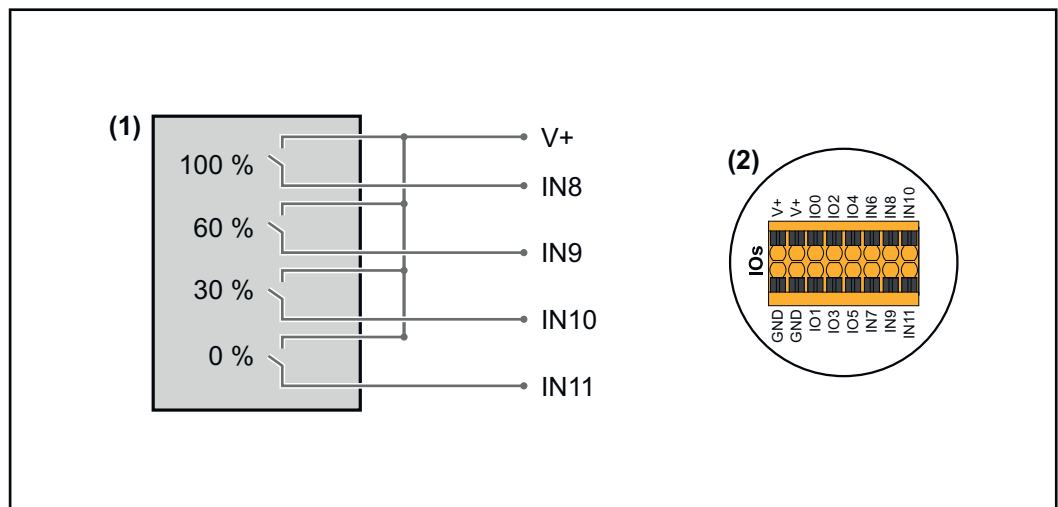 (1)
100 %
60 %
30 %
0 %
V+
IN8
IN9
IN10
IN11
(2)
IOs
V+
V+
IO0
IO2
IO4
IN6
IN8
IN10
GND
GND
IO1
IO3
IO5
IN7
IN9
IN11